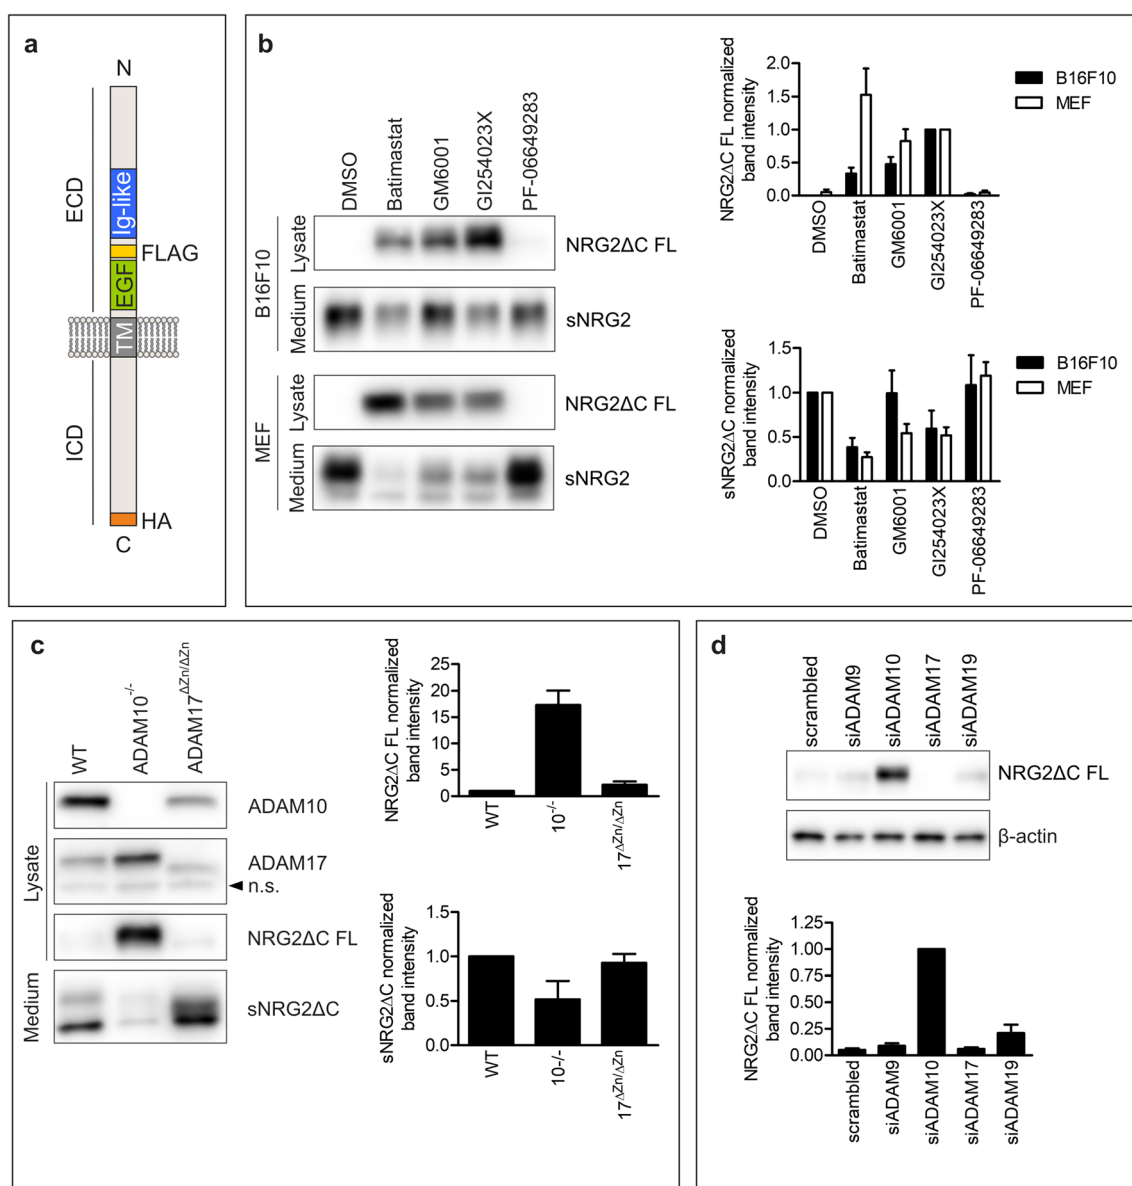 a
N
ECD
Ig-like
FLAG
EGF
TM
ICD
HA
C
b
DMSO
Batimastat
GM6001
GI254023X
PF-06649283
B16F10
Lysate
NRG2ΔC FL
Medium
sNRG2
MEF
Lysate
NRG2ΔC FL
Medium
sNRG2
NRG2ΔC FL normalized
band intensity
2.0
1.5
1.0
0.5
0.0
DMSO
Batimastat
GM6001
GI254023X
PF-06649283
B16F10
MEF
sNRG2ΔC normalized
band intensity
1.5
1.0
0.5
0.0
DMSO
Batimastat
GM6001
GI254023X
PF-06649283
B16F10
MEF
c
WT
ADAM10-/-
ADAM17ΔZn/ΔZn
Lysate
ADAM10
ADAM17
n.s.
NRG2ΔC FL
Medium
sNRG2ΔC
NRG2ΔC FL normalized
band intensity
25
20
15
10
5
0
WT
10-/-
17ΔZn/ΔZn
sNRG2ΔC normalized
band intensity
1.5
1.0
0.5
0.0
WT
10-/-
17ΔZn/ΔZn
d
scrambled
siADAM9
siADAM10
siADAM17
siADAM19
NRG2ΔC FL
β-actin
NRG2ΔC FL normalized
band intensity
1.25
1.00
0.75
0.50
0.25
0.00
scrambled
siADAM9
siADAM10
siADAM17
siADAM19